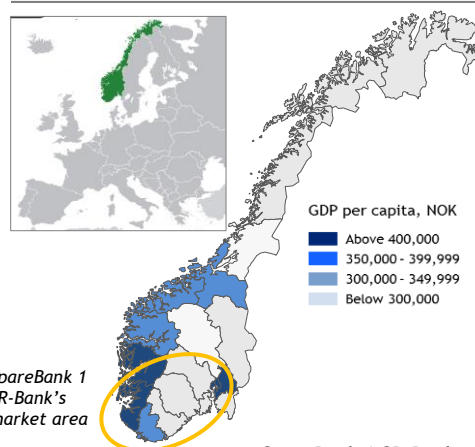 GDP per capita, NOK
Above 400,000
350,000 - 399,999
300,000 - 349,999
Below 300,000
pareBank 1
R-Bank's
market area